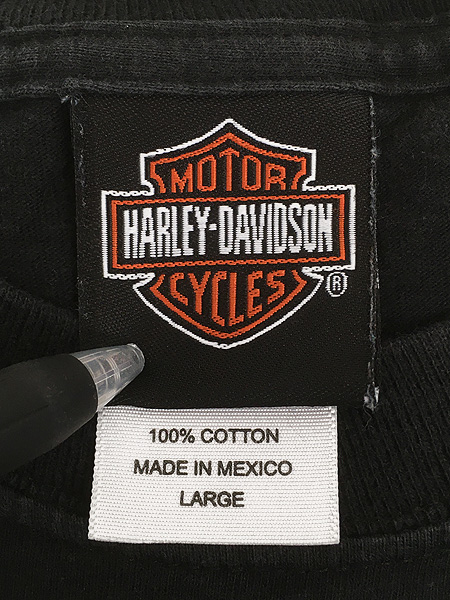 MOTOR
HARLEY-DAVIDSON
CYCLES
®
100% COTTON
MADE IN MEXICO
LARGE